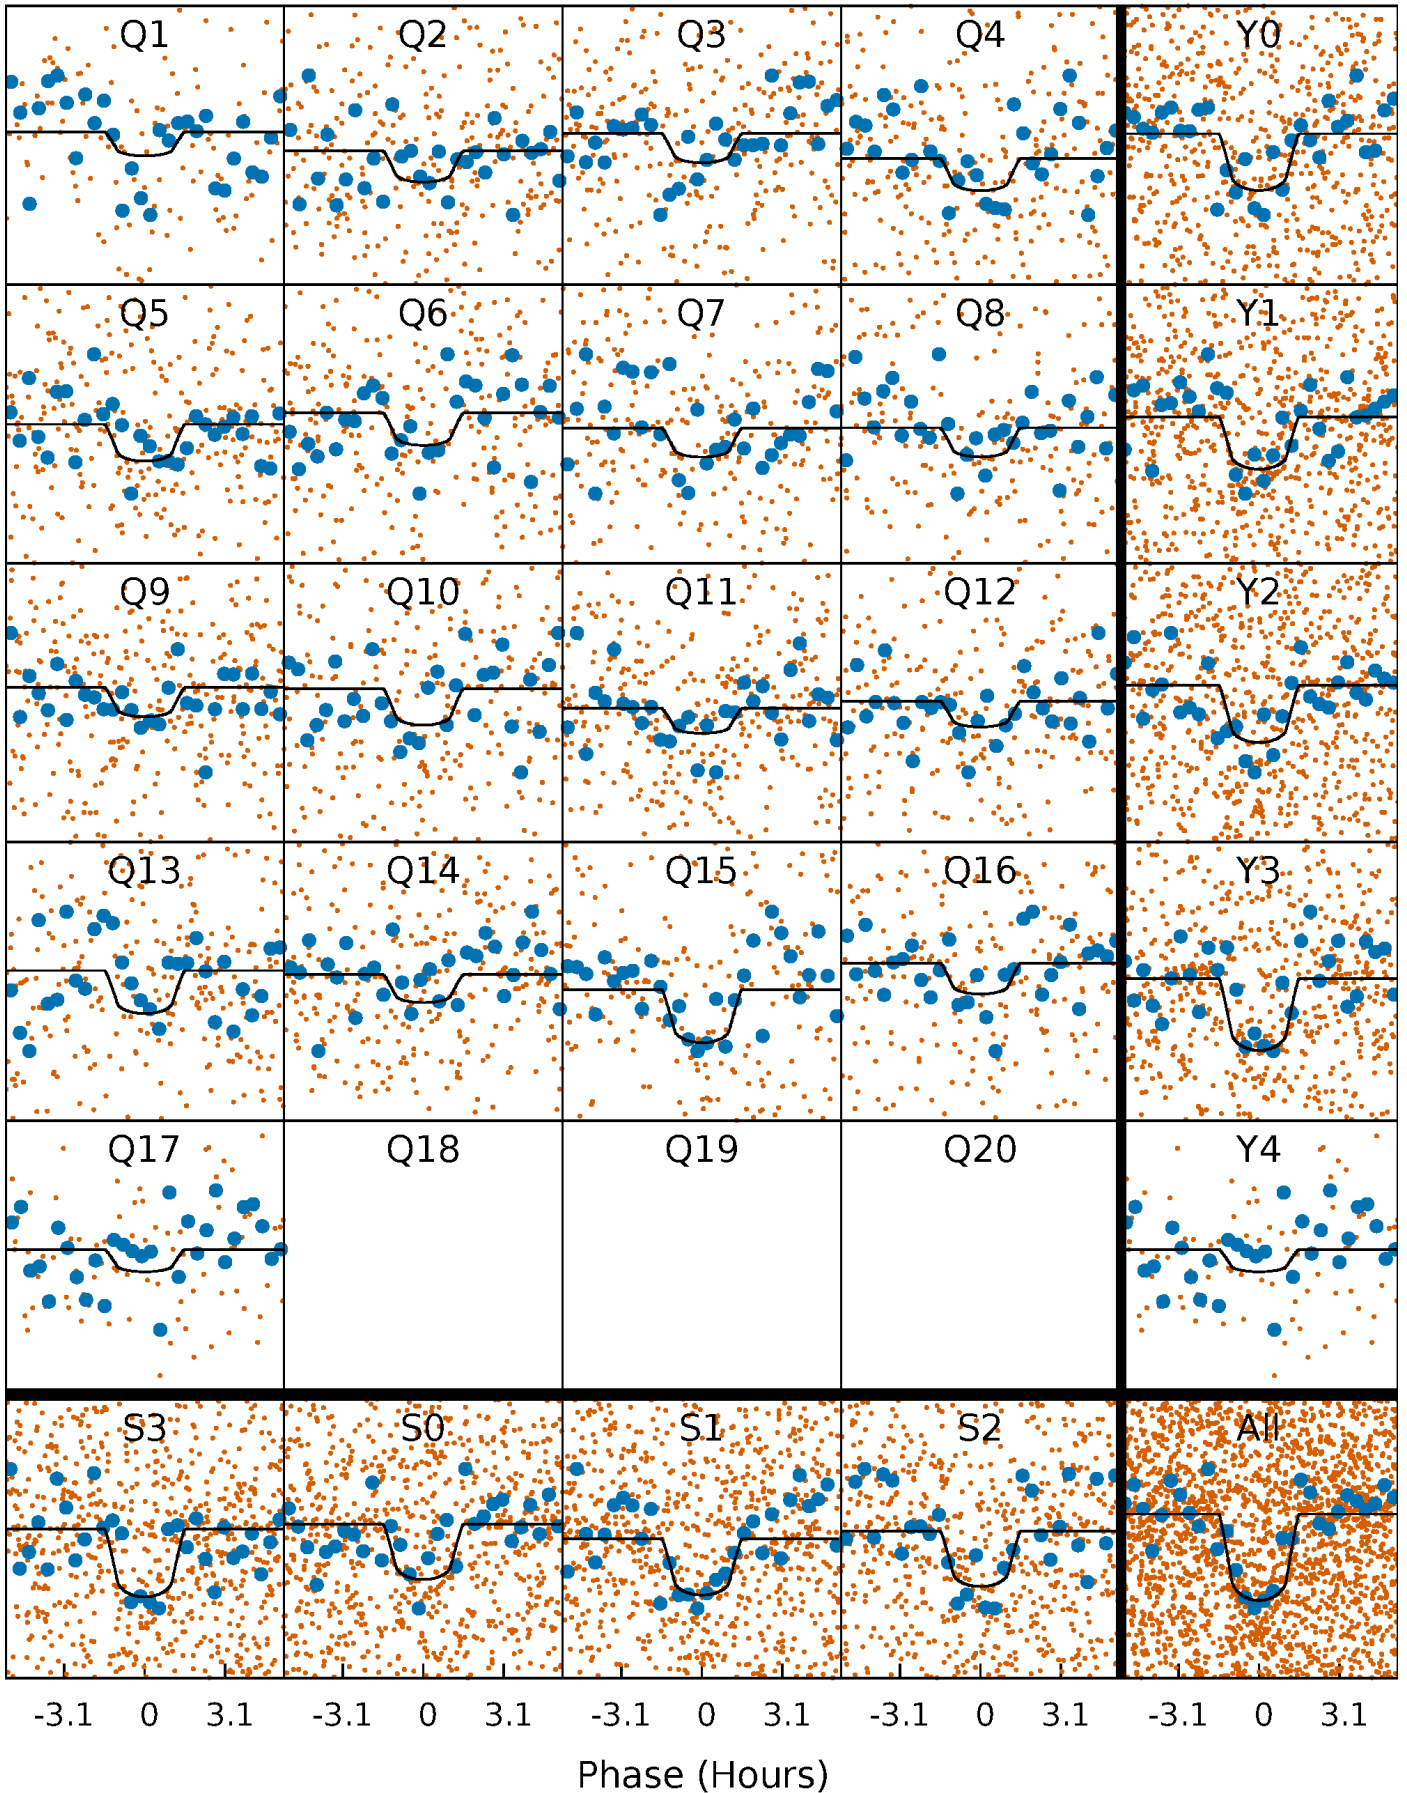 Q1 Q2 Q3 Q4 Y0
Q5 Q6 Q7 Q8 Y1
Q9 Q10 Q11 Q12 Y2
Q13 Q14 Q15 Q16 Y3
Q17 Q18 Q19 Q20 Y4
S3 S0 S1 S2 All
-3.1 0 3.1 -3.1 0 3.1 -3.1 0 3.1 -3.1 0 3.1 -3.1 0 3.1
Phase (Hours)